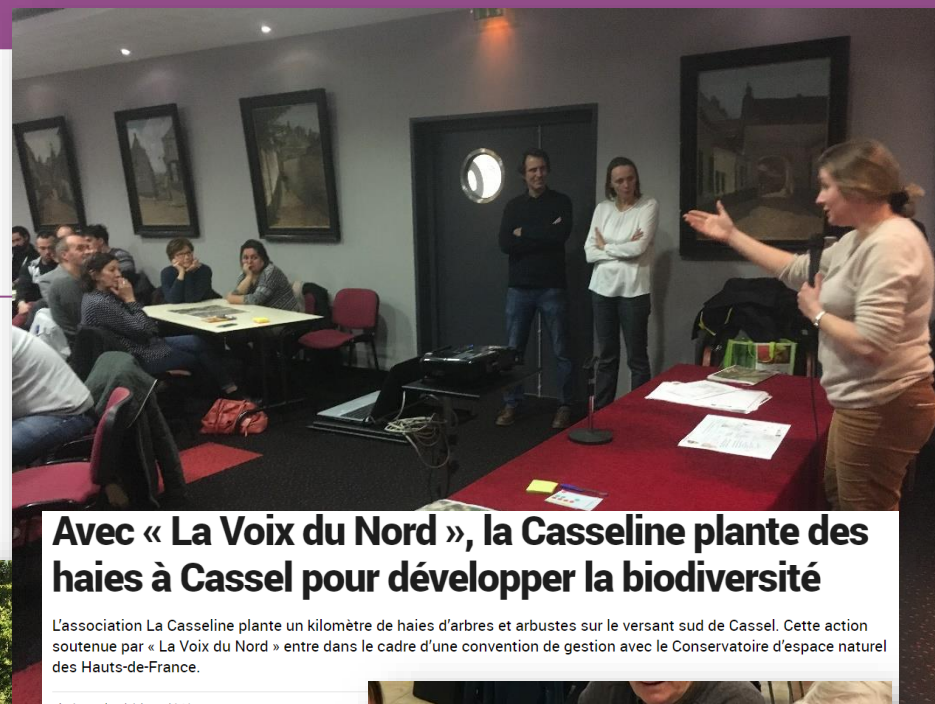 Avec « La Voix du Nord », la Casseline plante des
haies à Cassel pour développer la biodiversité
L’association La Casseline plante un kilomètre de haies d’arbres et arbustes sur le versant sud de Cassel. Cette action
soutenue par « La Voix du Nord » entre dans le cadre d’une convention de gestion avec le Conservatoire d’espace naturel
des Hauts-de-France.